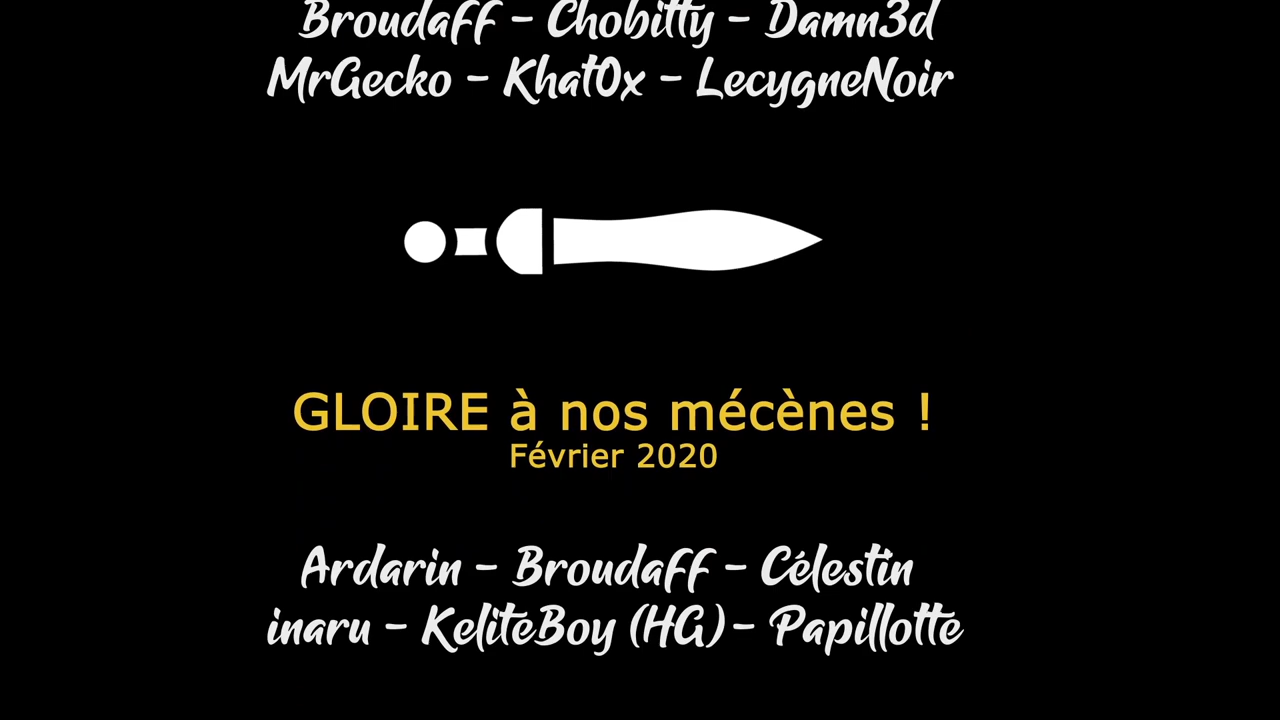 Broudaff - Chobitty - Damn3d
MrGecko - Khat0x - LecygneNoir
GLOIRE à nos mécènes !
Février 2020
Ardarin - Broudaff - Célestin
inaru - KeliteBoy (HG) - Papillotte